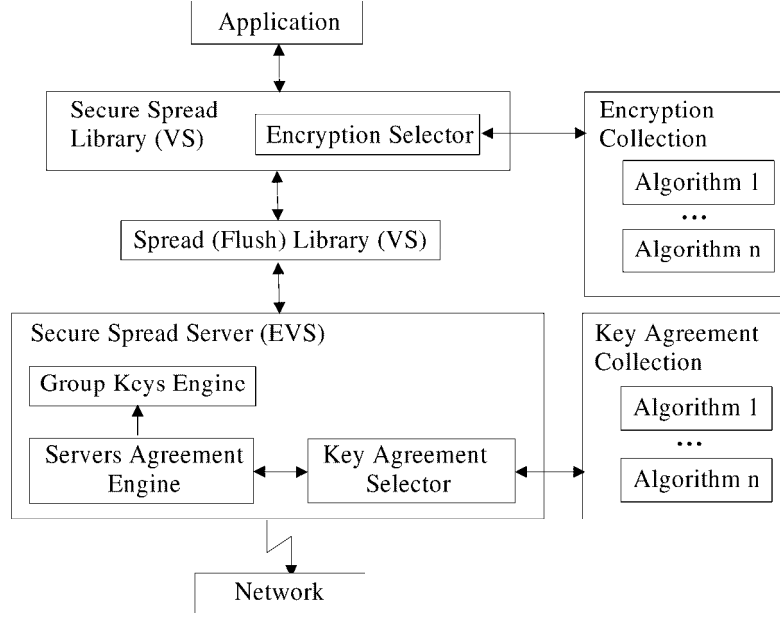 Application
Secure Spread
Library (VS)
Encryption Selector
Encryption
Collection
Algorithm 1
...
Algorithm n
Spread (Flush) Library (VS)
Secure Spread Server (EVS)
Group Keys Engine
Servers Agreement
Engine
Key Agreement
Selector
Key Agreement
Collection
Algorithm 1
...
Algorithm n
Network